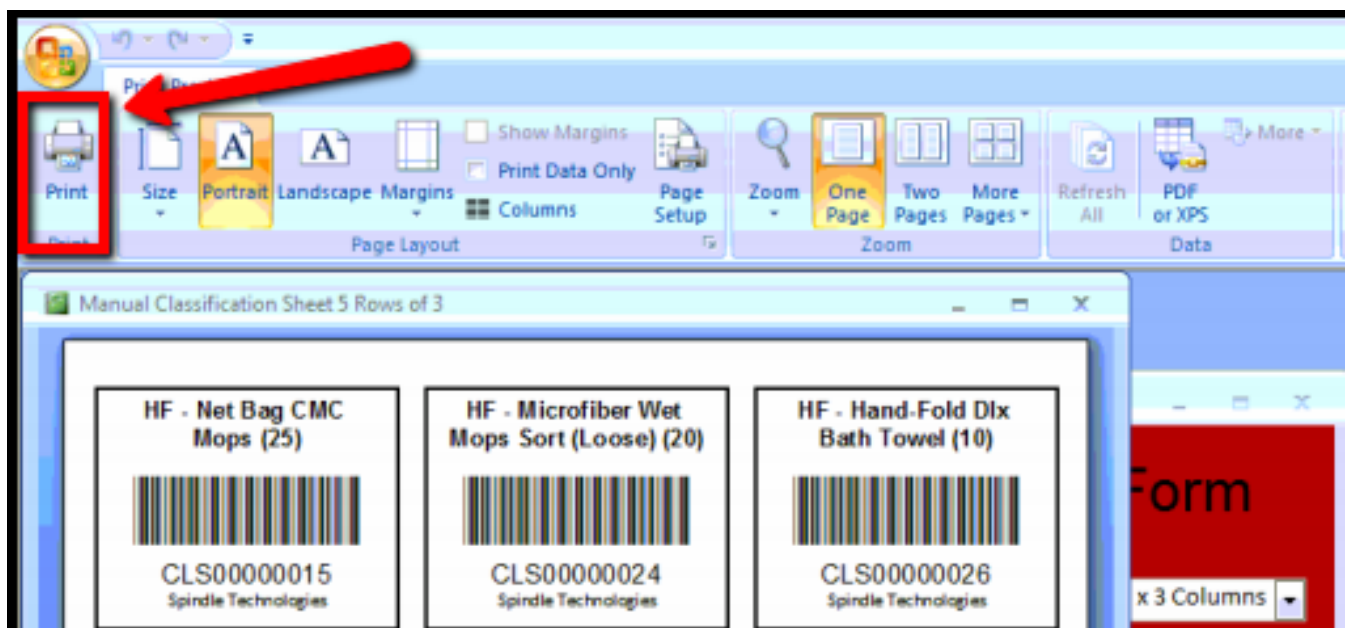 Print
Size
Portrait
Landscape
Margins
Show Margins
Print Data Only
Columns
Page
Setup
Zoom
One
Page
Two
Pages
More
Pages
Refresh
All
PDF
or XPS
More
Print
Page Layout
Zoom
Data
Manual Classification Sheet 5 Rows of 3
HF - Net Bag CMC
Mops (25)
CLS00000015
Spindle Technologies
HF - Microfiber Wet
Mops Sort (Loose) (20)
CLS00000024
Spindle Technologies
HF - Hand-Fold Dlx
Bath Towel (10)
CLS00000026
Spindle Technologies
Form
x 3 Columns